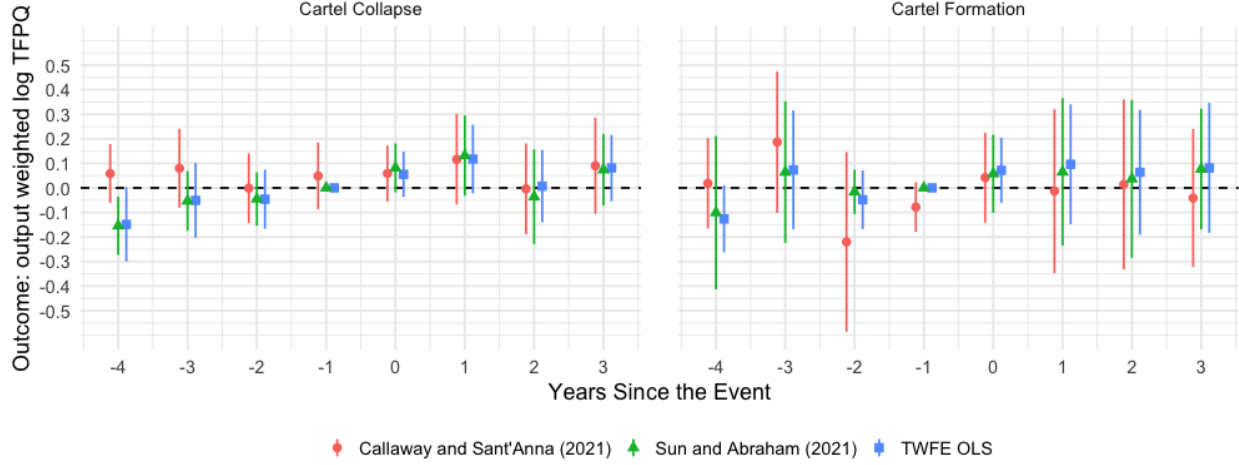 Cartel Collapse
Cartel Formation
Outcome: output weighted log TFPQ
0.5
0.4
0.3
0.2
0.1
0.0
-0.1
-0.2
-0.3
-0.4
-0.5
-4 -3 -2 -1 0 1 2 3
-4 -3 -2 -1 0 1 2 3
Years Since the Event
Callaway and Sant'Anna (2021) Sun and Abraham (2021) TWFE OLS